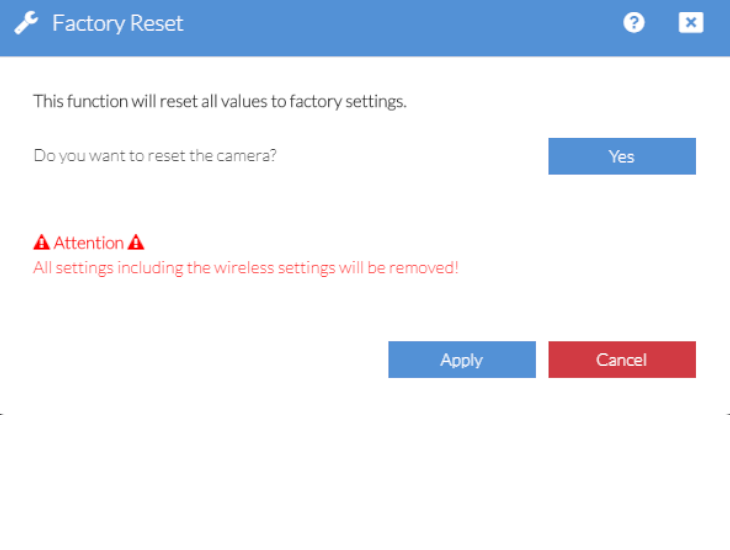 Factory Reset
This function will reset all values to factory settings.
Do you want to reset the camera? Yes
Attention
All settings including the wireless settings will be removed!
Apply Cancel